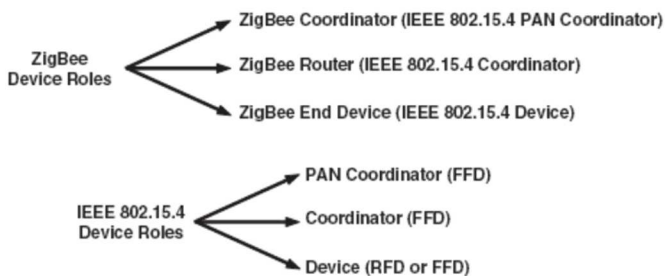 ZigBee Coordinator (IEEE 802.15.4 PAN Coordinator)
ZigBee
Device Roles
ZigBee Router (IEEE 802.15.4 Coordinator)
ZigBee End Device (IEEE 802.15.4 Device)
PAN Coordinator (FFD)
IEEE 802.15.4
Device Roles
Coordinator (FFD)
Device (RFD or FFD)